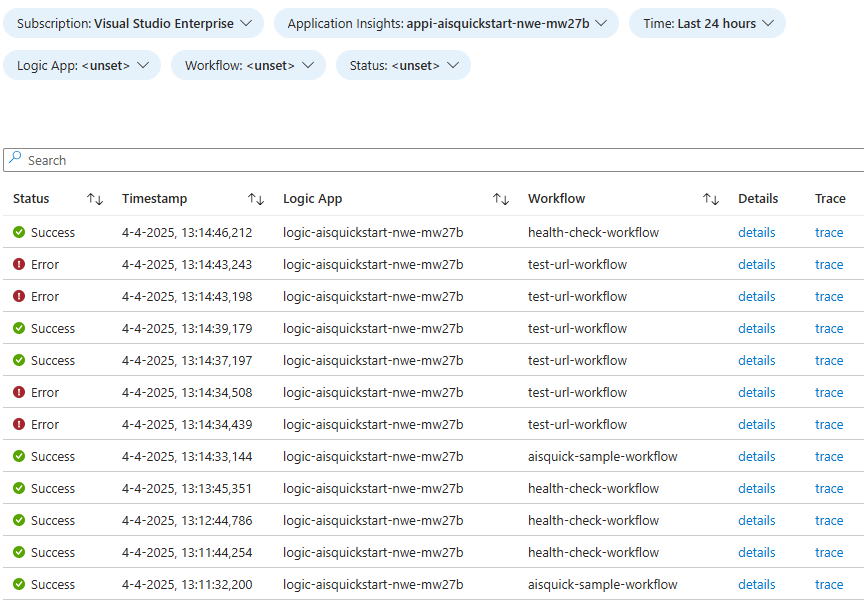 Subscription: Visual Studio Enterprise Application Insights: appi-aisquickstart-nwe-mw27b Time: Last 24 hours
Logic App: <unset> Workflow: <unset> Status: <unset>
Search
Status Timestamp Logic App Workflow Details Trace
Success 4-4-2025, 13:14:46,212 logic-aisquickstart-nwe-mw27b health-check-workflow details trace
Error 4-4-2025, 13:14:43,243 logic-aisquickstart-nwe-mw27b test-url-workflow details trace
Error 4-4-2025, 13:14:43,198 logic-aisquickstart-nwe-mw27b test-url-workflow details trace
Success 4-4-2025, 13:14:39,179 logic-aisquickstart-nwe-mw27b test-url-workflow details trace
Success 4-4-2025, 13:14:37,197 logic-aisquickstart-nwe-mw27b test-url-workflow details trace
Error 4-4-2025, 13:14:34,508 logic-aisquickstart-nwe-mw27b test-url-workflow details trace
Error 4-4-2025, 13:14:34,439 logic-aisquickstart-nwe-mw27b test-url-workflow details trace
Success 4-4-2025, 13:14:33,144 logic-aisquickstart-nwe-mw27b aisquick-sample-workflow details trace
Success 4-4-2025, 13:13:45,351 logic-aisquickstart-nwe-mw27b health-check-workflow details trace
Success 4-4-2025, 13:12:44,786 logic-aisquickstart-nwe-mw27b health-check-workflow details trace
Success 4-4-2025, 13:11:44,254 logic-aisquickstart-nwe-mw27b health-check-workflow details trace
Success 4-4-2025, 13:11:32,200 logic-aisquickstart-nwe-mw27b aisquick-sample-workflow details trace